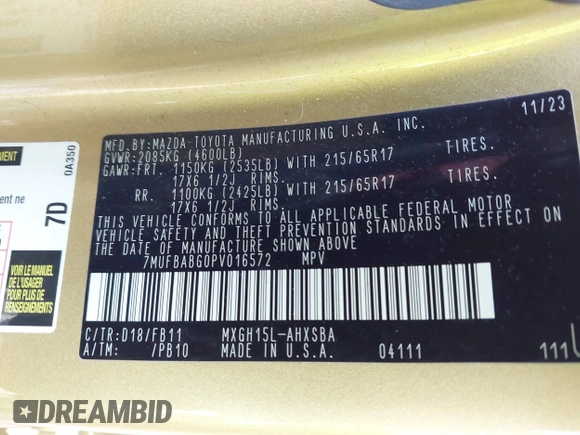 11/23
MFD.BY:MAZDA-TOYOTA MANUFACTURING U.S.A. INC.
GVWR:2085KG (4600LB)
GAWR:FRT. 1150KG (2535LB) WITH 215/65R17 TIRES.
17X6 1/2J RIMS.
RR. 1100KG (2425LB) WITH 215/65R17 TIRES.
17X6 1/2J RIMS.
THIS VEHICLE CONFORMS TO ALL APPLICABLE FEDERAL MOTOR
VEHICLE SAFETY AND THEFT PREVENTION STANDARDS IN EFFECT ON
THE DATE OF MANUFACTURE SHOWN ABOVE
7MUFBABG0PV016572 MPV
C/TR:D18/FB11 MXGH15L-AHXSBA
A/TM: /PB10 MADE IN U.S.A. 04111 111
0A350
7D
ent ne
VOIR LE MANUEL
DE L'USAGER
POUR PLUS DE
RENSEIGNEMENTS
DREAMBID